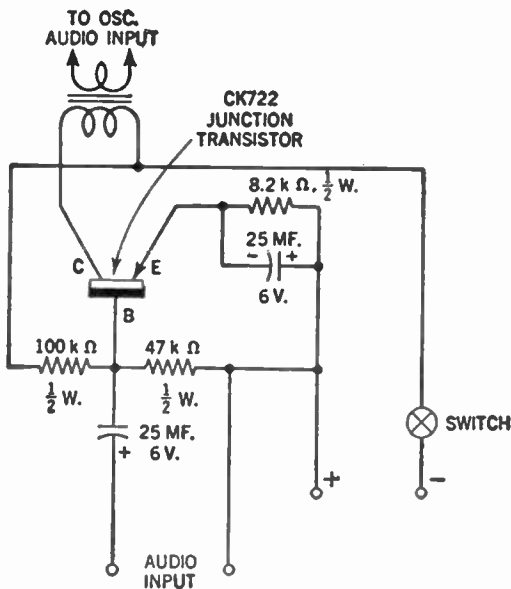 TO OSC.
AUDIO INPUT
CK722
JUNCTION
TRANSISTOR
8.2 k Ω, 1/2 W.
- +
25 MF.
6 V.
C E
B
100 k Ω
1/2 W.
47 k Ω
1/2 W.
25 MF.
+ 6 V.
SWITCH
+
-
AUDIO
INPUT